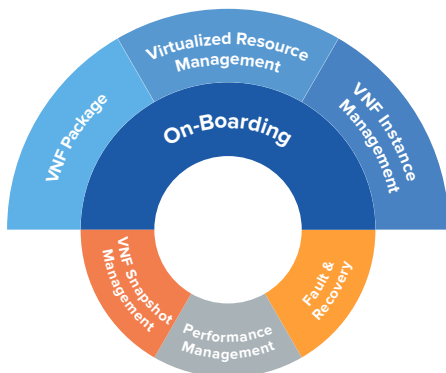 Virtualized Resource
Management
VNF Package
VNF Instance
Management
On-Boarding
VNF Snapshot
Management
Performance
Management
Fault &
Recovery